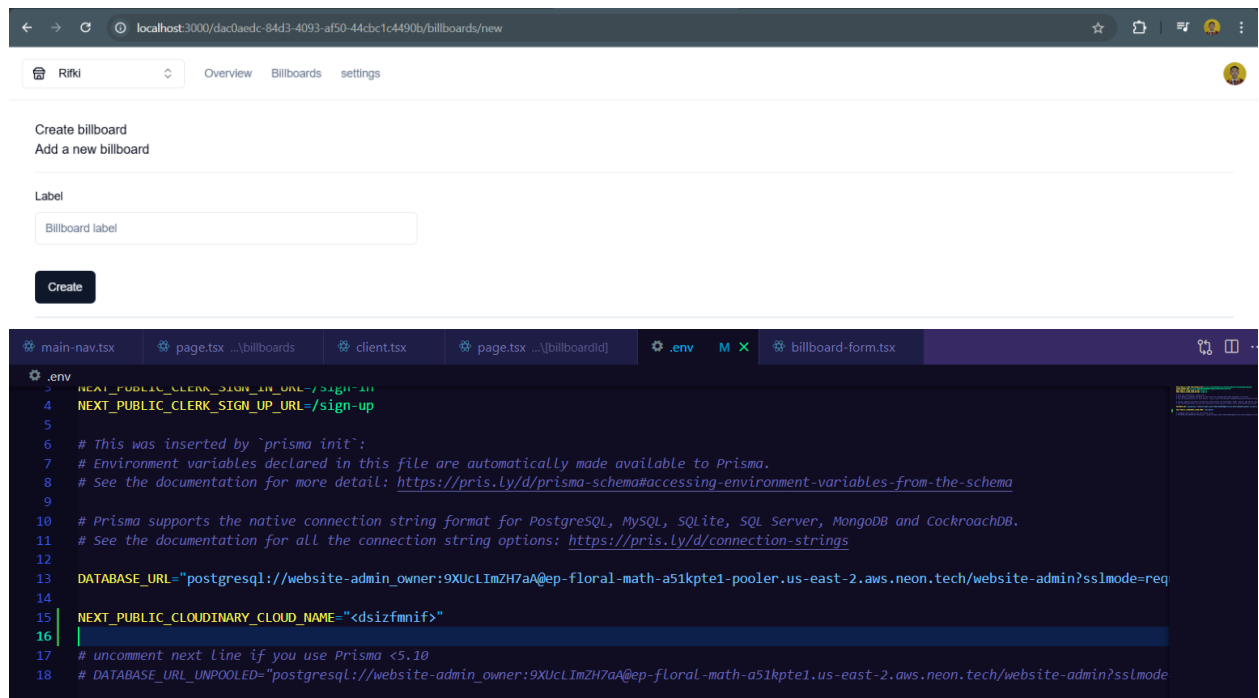 localhost:3000/dac0aedc-84d3-4093-af50-44cbc1c4490b/billboards/new
Rifki Overview Billboards settings
Create billboard
Add a new billboard
Label
Billboard label
Create
main-nav.tsx page.tsx ...\billboards client.tsx page.tsx ...\[billboardId] .env M billboard-form.tsx
.env
3 NEXT_PUBLIC_CLERK_SIGN_IN_URL=/sign-in
4 NEXT_PUBLIC_CLERK_SIGN_UP_URL=/sign-up
5
6 # This was inserted by `prisma init`:
7 # Environment variables declared in this file are automatically made available to Prisma.
8 # See the documentation for more detail: https://pris.ly/d/prisma-schema#accessing-environment-variables-from-the-schema
9
10 # Prisma supports the native connection string format for PostgreSQL, MySQL, SQLite, SQL Server, MongoDB and CockroachDB.
11 # See the documentation for all the connection string options: https://pris.ly/d/connection-strings
12
13 DATABASE_URL="postgresql://website-admin_owner:9XUcLImZH7aA@ep-floral-math-a51kpte1-pooler.us-east-2.aws.neon.tech/website-admin?sslmode=req
14
15 NEXT_PUBLIC_CLOUDINARY_CLOUD_NAME="<dsizfmnif>"
16
17 # uncomment next line if you use Prisma <5.10
18 # DATABASE_URL_UNPOOLED="postgresql://website-admin_owner:9XUcLImZH7aA@ep-floral-math-a51kpte1.us-east-2.aws.neon.tech/website-admin?sslmode